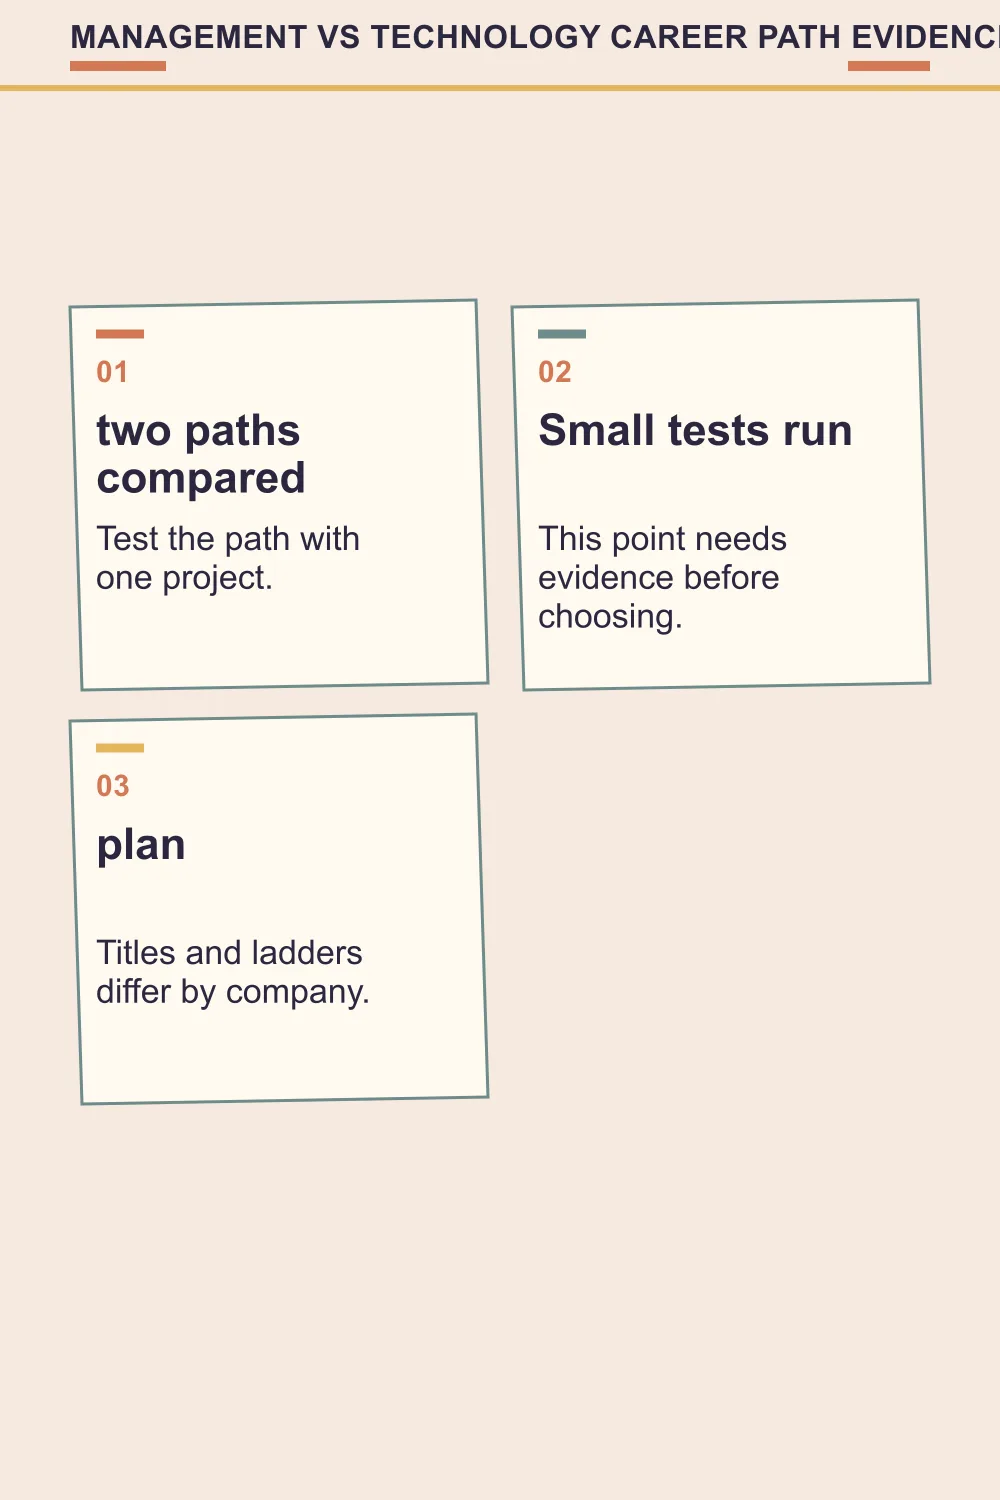 MANAGEMENT VS TECHNOLOGY CAREER PATH
01
two paths
compared
Test the path with
one project.
02
Small tests run
This point needs
evidence before
choosing.
03
plan
Titles and ladders
differ by company.